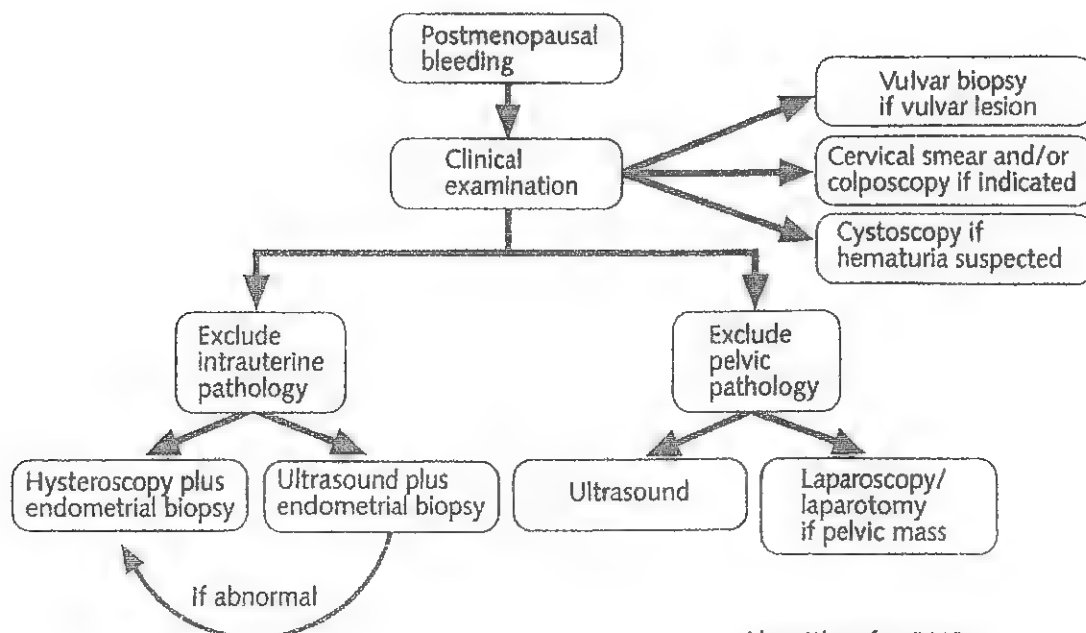 Postmenopausal
bleeding
Clinical
examination
Vulvar biopsy
if vulvar lesion
Cervical smear and/or
colposcopy if indicated
Cystoscopy if
hematuria suspected
Exclude
intrauterine
pathology
Exclude
pelvic
pathology
Hysteroscopy plus
endometrial biopsy
Ultrasound plus
endometrial biopsy
Ultrasound
Laparoscopy/
laparotomy
if pelvic mass
if abnormal